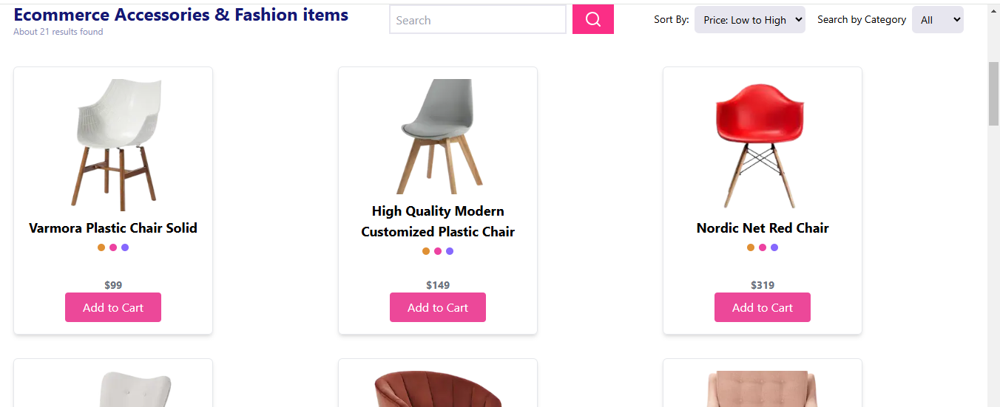 Ecommerce Accessories & Fashion items
About 21 results found
Search
Sort By:
Price: Low to High
Search by Category
All
Varmora Plastic Chair Solid
$99
Add to Cart
High Quality Modern
Customized Plastic Chair
$149
Add to Cart
Nordic Net Red Chair
$319
Add to Cart